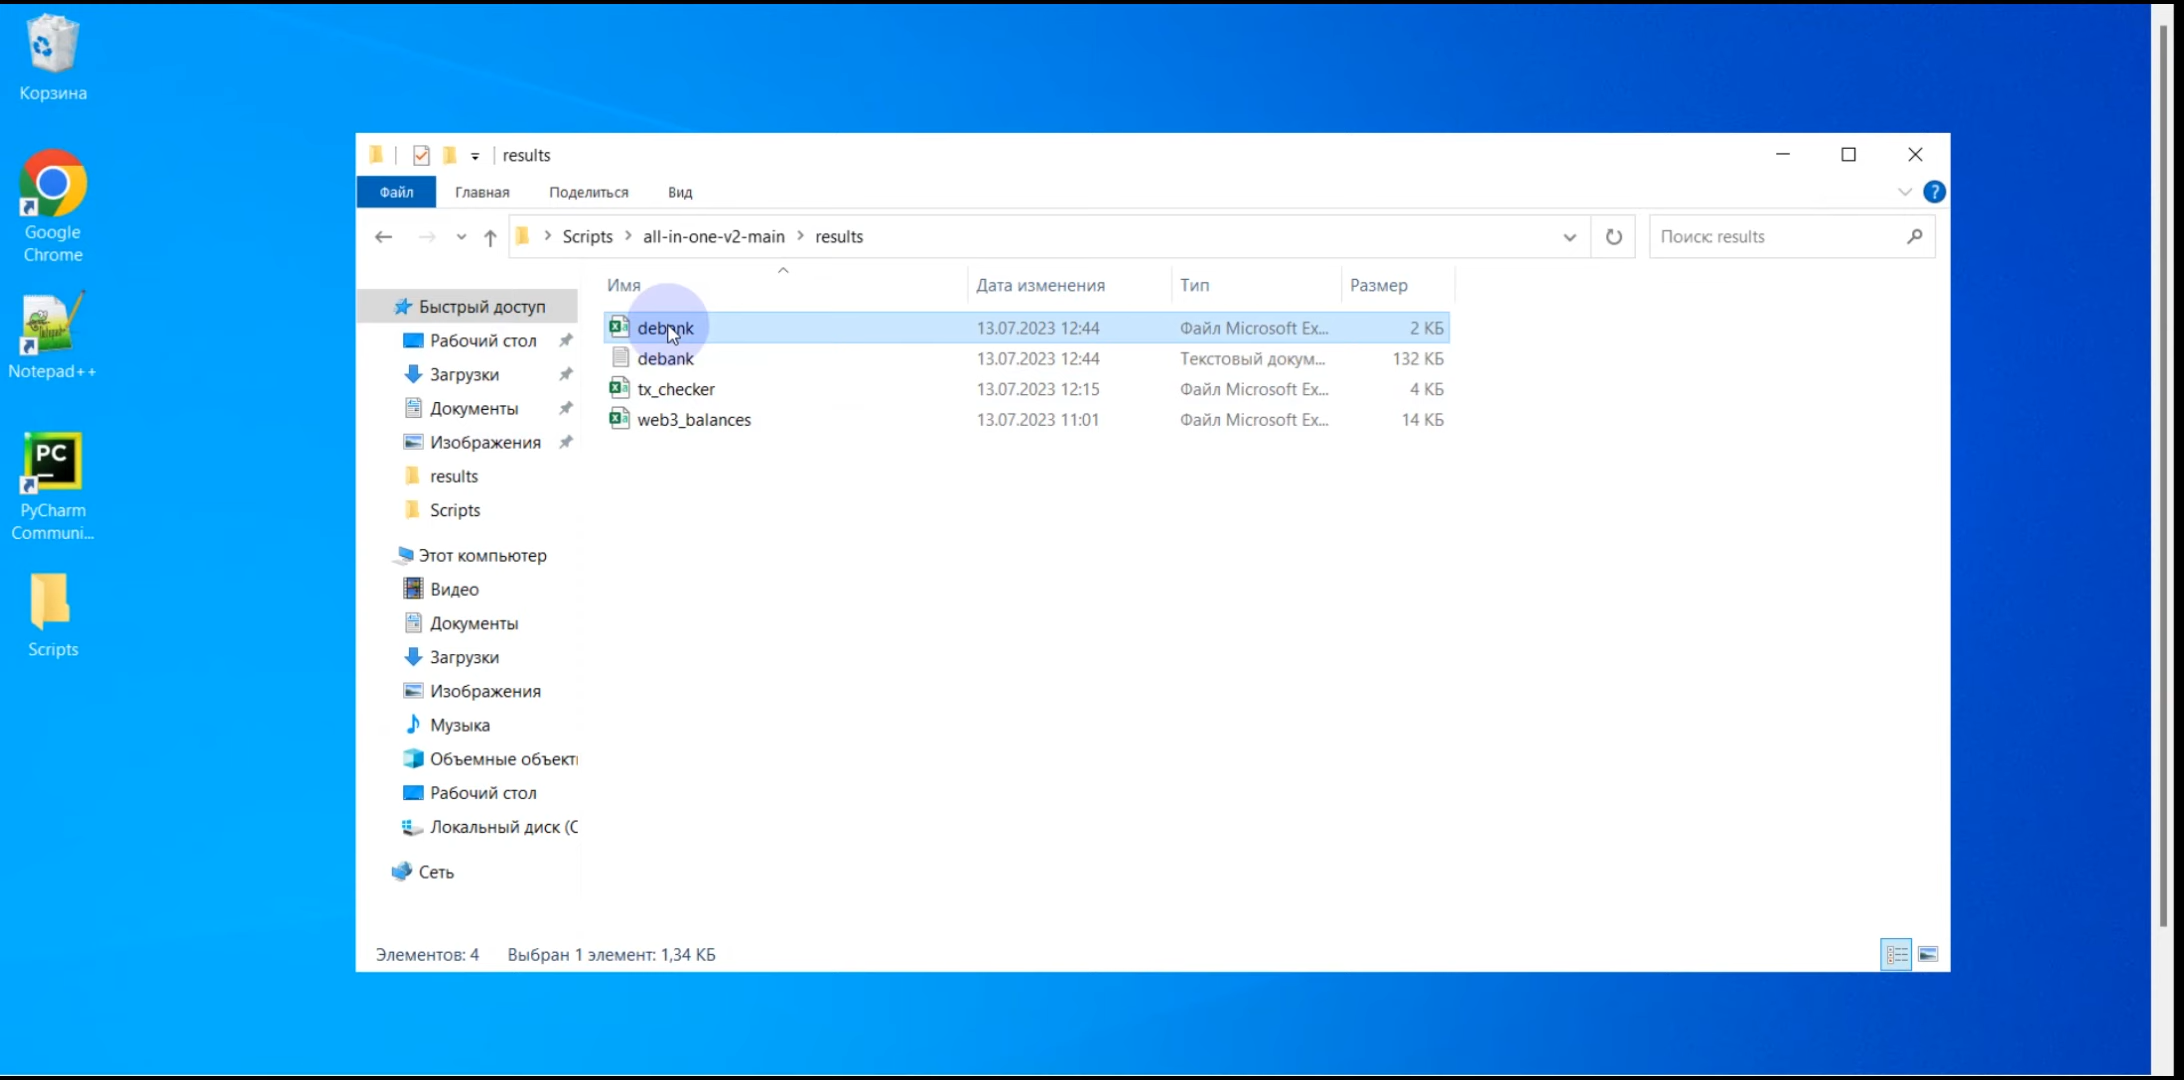 Корзина
Google
Chrome
Notepad++
PC
PyCharm
Communi...
Scripts
results
Файл
Главная
Поделиться
Вид
?
Scripts
all-in-one-v2-main
results
Поиск: results
Имя
Дата изменения
Тип
Размер
Быстрый доступ
Рабочий стол
Загрузки
Документы
Изображения
results
Scripts
Этот компьютер
Видео
Документы
Загрузки
Изображения
Музыка
Объемные объект
Рабочий стол
Локальный диск (C
Сеть
debank 13.07.2023 12:44 Файл Microsoft Ex... 2 КБ
debank 13.07.2023 12:44 Текстовый докум... 132 КБ
tx_checker 13.07.2023 12:15 Файл Microsoft Ex... 4 КБ
web3_balances 13.07.2023 11:01 Файл Microsoft Ex... 14 КБ
Элементов: 4
Выбран 1 элемент: 1,34 КБ